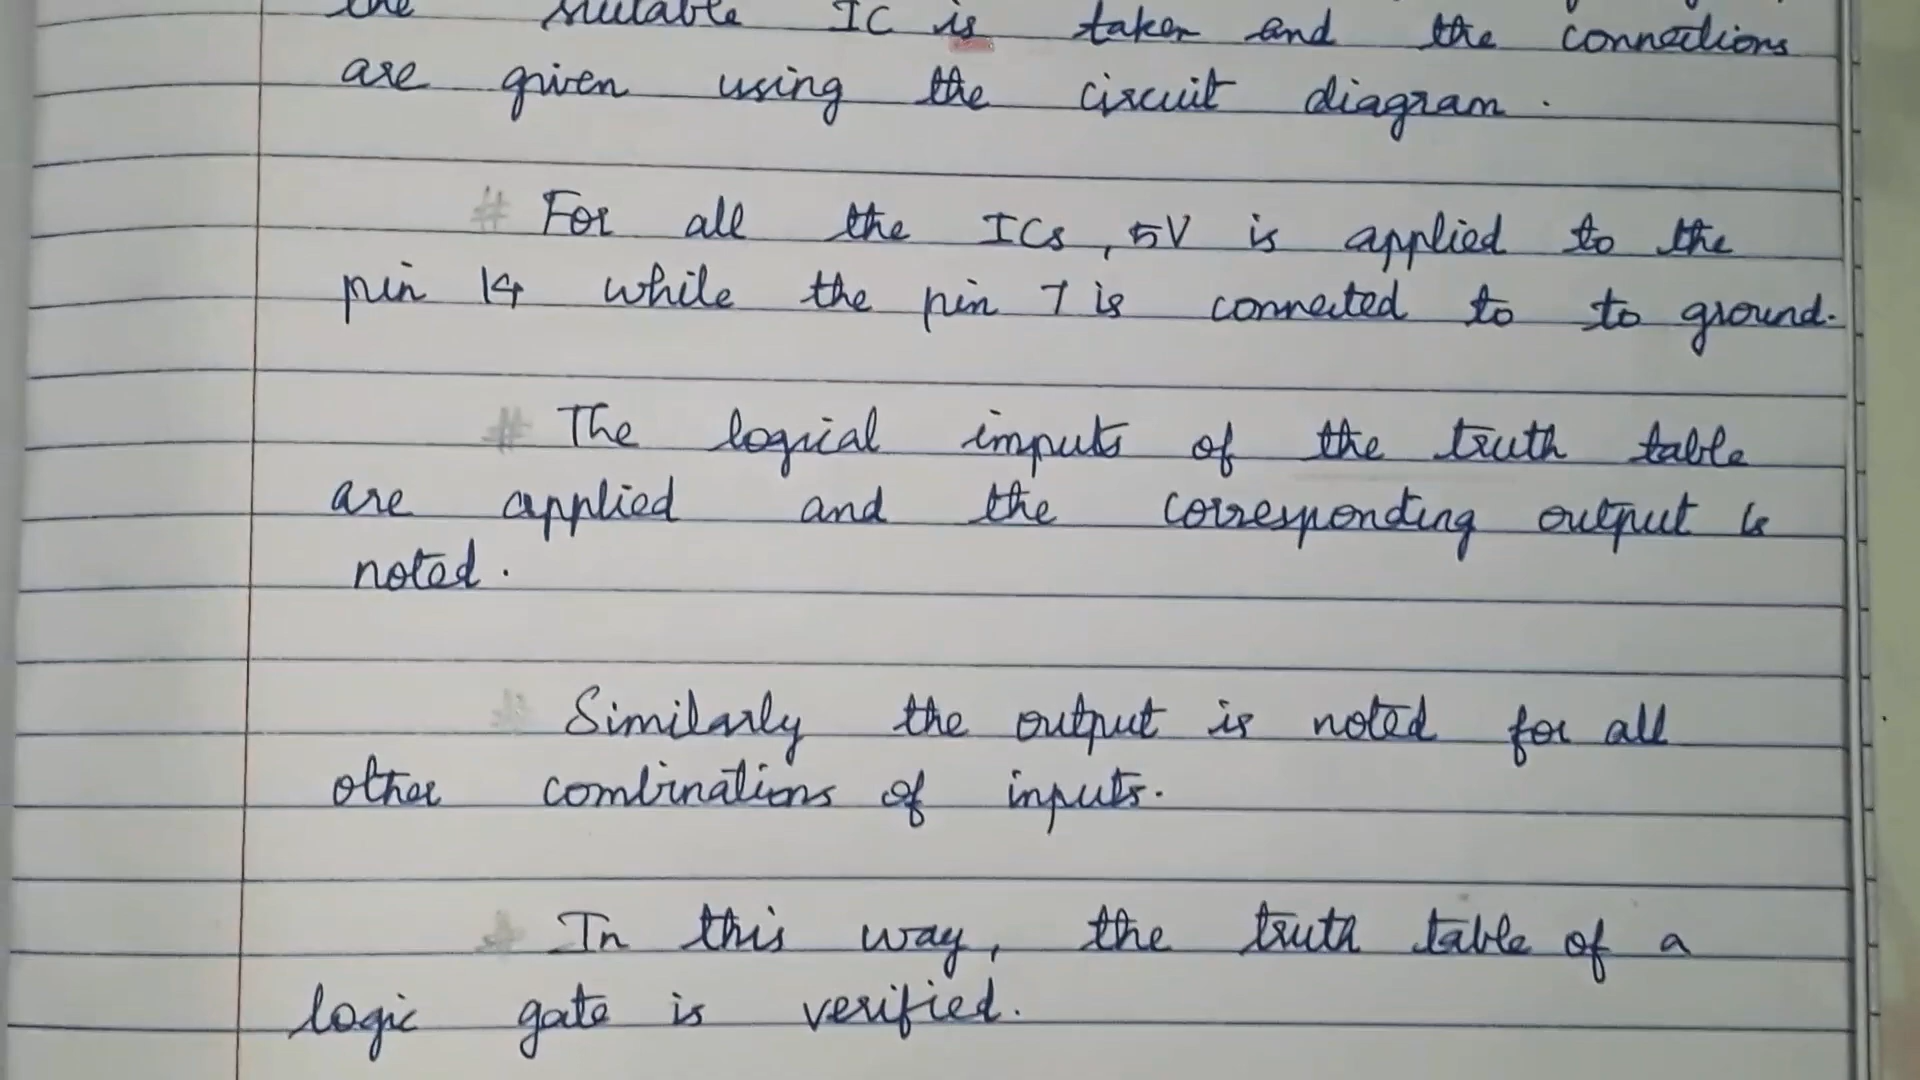 the suitable IC is taken and the connections
are given using the circuit diagram.
# For all the ICs, 5V is applied to the
pin 14 while the pin 7 is connected to to ground.
# The logical inputs of the truth table
are applied and the corresponding output is
noted.
# Similarly the output is noted for all
other combinations of inputs.
# In this way, the truth table of a
logic gate is verified.